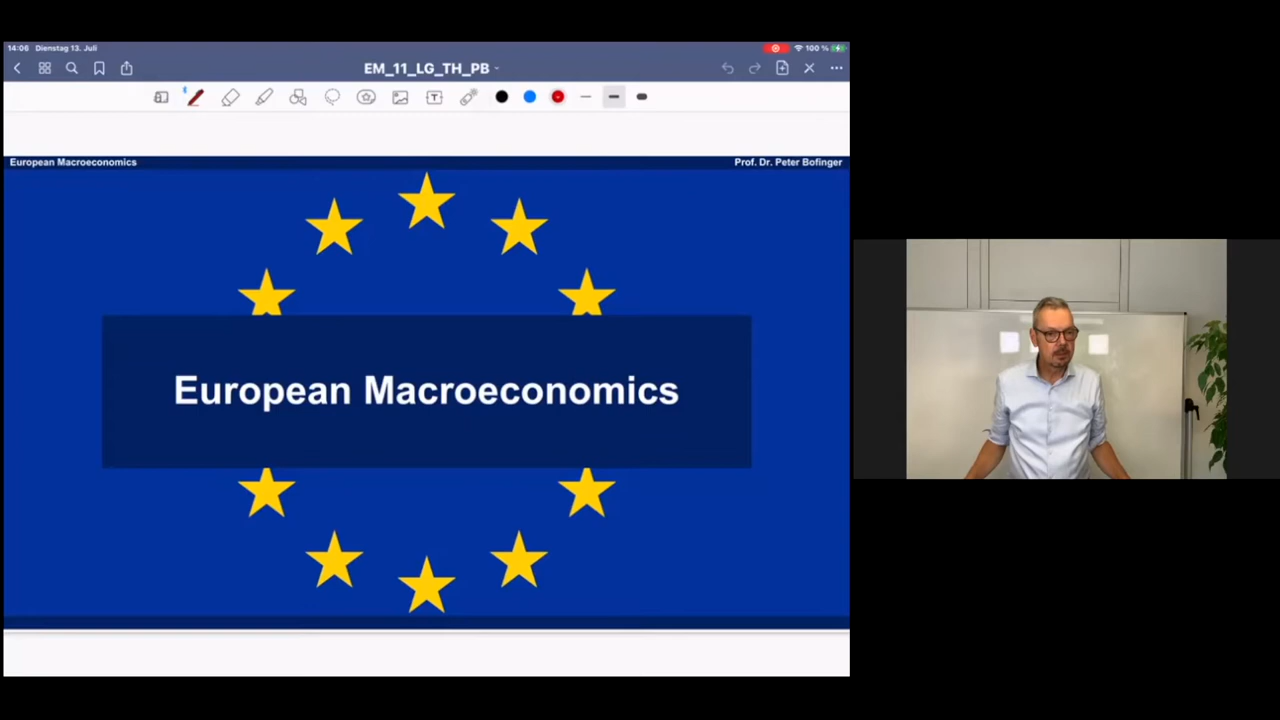 14:06 Dienstag 13. Juli
100 %
EM_11_LG_TH_PB
T
European Macroeconomics
Prof. Dr. Peter Bofinger
European Macroeconomics